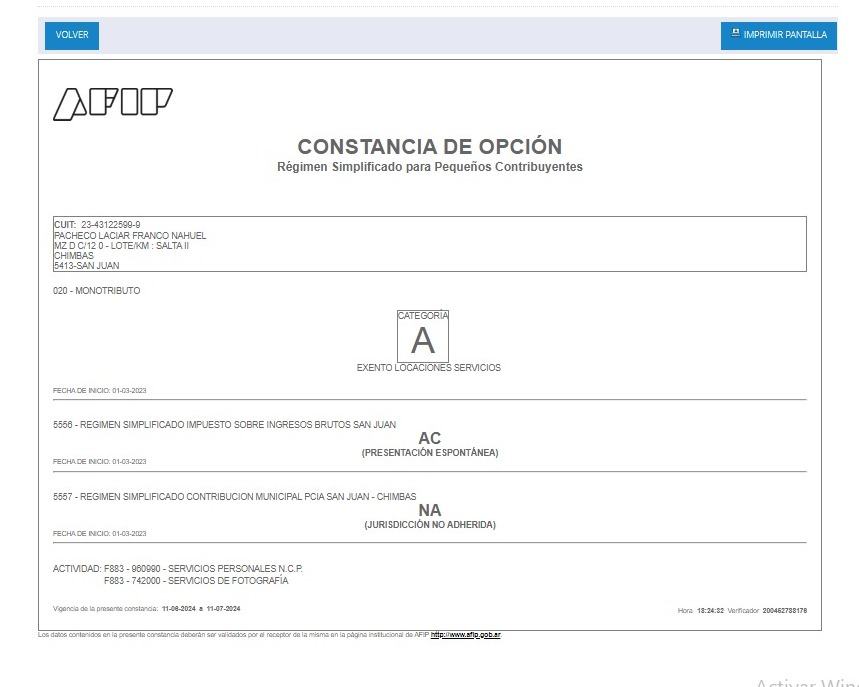 VOLVER
IMPRIMIR PANTALLA
AFIP
CONSTANCIA DE OPCIÓN
Régimen Simplificado para Pequeños Contribuyentes
CUIT: 23-43122599-9
PACHECO LACIAR FRANCO NAHUEL
MZ D C/12 0 - LOTE/KM : SALTA II
CHIMBAS
5413-SAN JUAN
020 - MONOTRIBUTO
CATEGORÍA
A
EXENTO LOCACIONES SERVICIOS
FECHA DE INICIO: 01-03-2023
5556 - REGIMEN SIMPLIFICADO IMPUESTO SOBRE INGRESOS BRUTOS SAN JUAN
AC
(PRESENTACIÓN ESPONTÁNEA)
FECHA DE INICIO: 01-03-2023
5557 - REGIMEN SIMPLIFICADO CONTRIBUCION MUNICIPAL PCIA SAN JUAN - CHIMBAS
NA
(JURISDICCIÓN NO ADHERIDA)
FECHA DE INICIO: 01-03-2023
ACTIVIDAD: F883 - 960990 - SERVICIOS PERSONALES N.C.P.
F883 - 742000 - SERVICIOS DE FOTOGRAFÍA
Vigencia de la presente constancia: 11-06-2024 a 11-07-2024
Hora 18:24:32 Verificador 200462788176
Los datos contenidos en la presente constancia deberán ser validados por el receptor de la misma en la página institucional de AFIP http://www.afip.gob.ar.
Activar Win